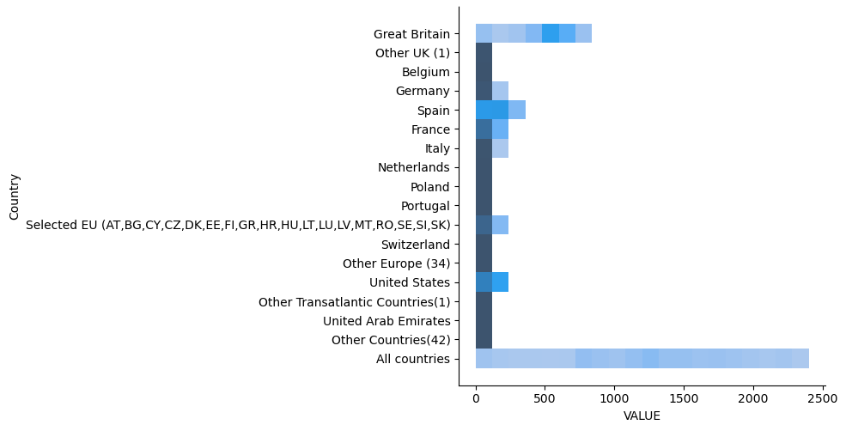 Great Britain
Other UK (1)
Belgium
Germany
Spain
France
Italy
Netherlands
Poland
Portugal
Selected EU (AT,BG,CY,CZ,DK,EE,FI,GR,HR,HU,LT,LU,LV,MT,RO,SE,SI,SK)
Switzerland
Other Europe (34)
United States
Other Transatlantic Countries(1)
United Arab Emirates
Other Countries(42)
All countries
Country
0 500 1000 1500 2000 2500
VALUE